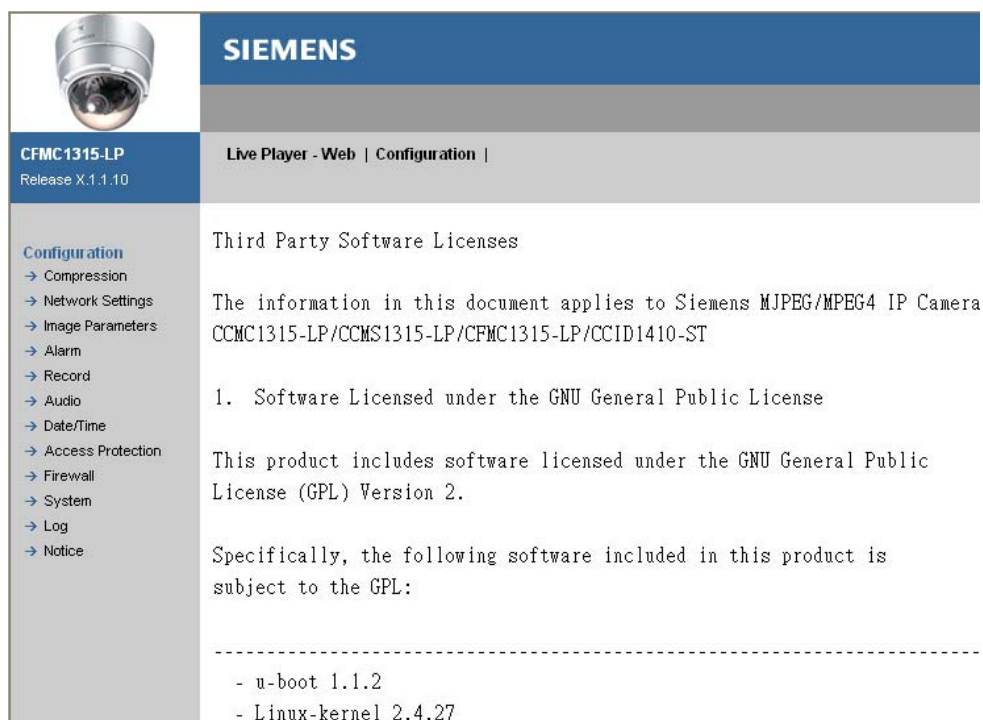 SIEMENS
CFMC1315-LP
Release X.1.1.10
Live Player - Web | Configuration |
Configuration
→ Compression
→ Network Settings
→ Image Parameters
→ Alarm
→ Record
→ Audio
→ Date/Time
→ Access Protection
→ Firewall
→ System
→ Log
→ Notice
Third Party Software Licenses
The information in this document applies to Siemens MJPEG/MPEG4 IP Camera
CCMC1315-LP/CCMS1315-LP/CFMC1315-LP/CCID1410-ST
1. Software Licensed under the GNU General Public License
This product includes software licensed under the GNU General Public
License (GPL) Version 2.
Specifically, the following software included in this product is
subject to the GPL:
- u-boot 1.1.2
- Linux-kernel 2.4.27